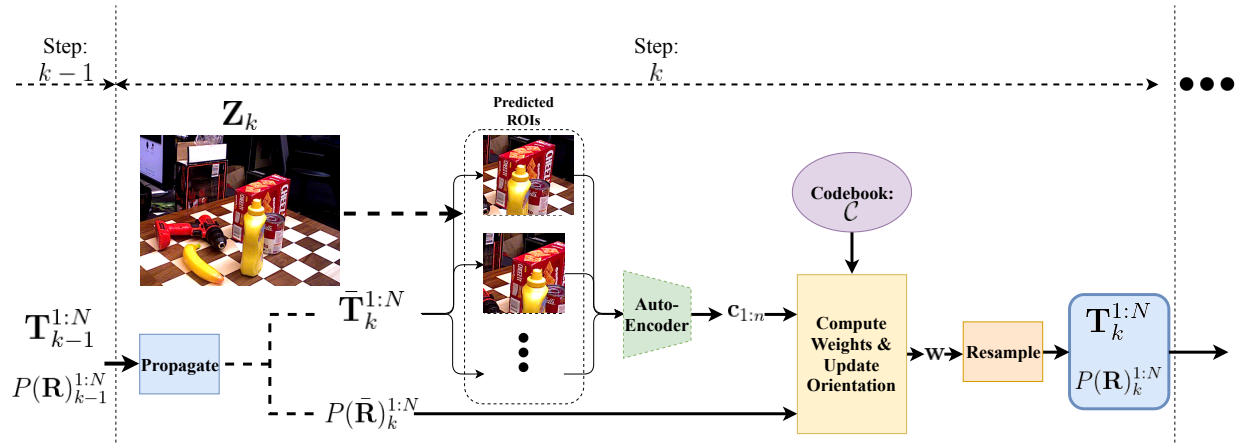 Step:
k − 1
Step:
k
Z_k
Predicted
ROIs
Codebook:
C
T̄_k^{1:N}
Auto-
Encoder
c_{1:n}
Compute
Weights &
Update
Orientation
w
Resample
T_{k−1}^{1:N}
P(R)_{k−1}^{1:N}
Propagate
P(R̄)_k^{1:N}
T_k^{1:N}
P(R)_k^{1:N}